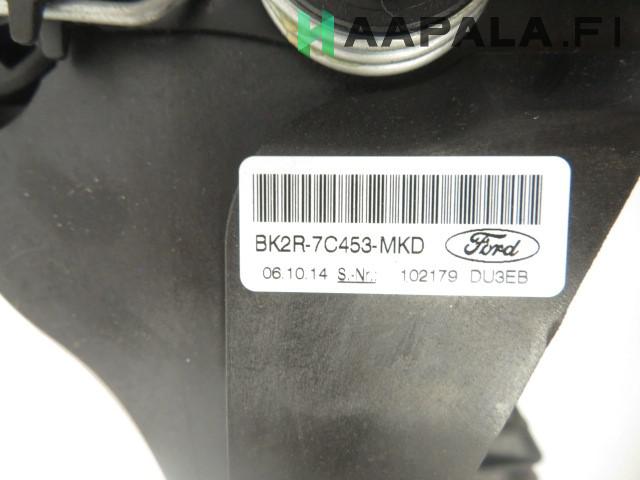 HAAPALA.FI
BK2R-7C453-MKD Ford
06.10.14 S.-Nr.: 102179 DU3EB